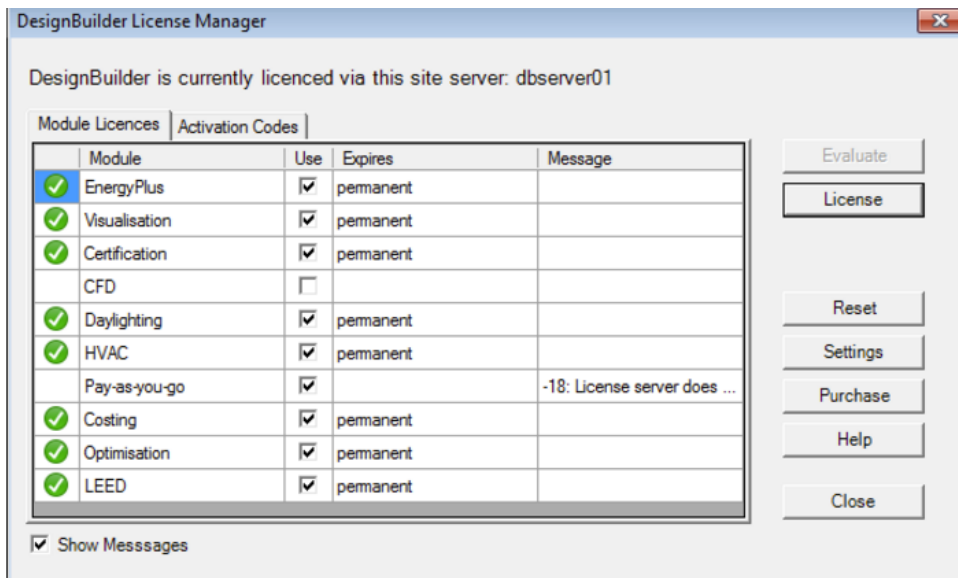 DesignBuilder License Manager
DesignBuilder is currently licenced via this site server: dbserver01
Module Licences Activation Codes
Module Use Expires Message
EnergyPlus permanent
Visualisation permanent
Certification permanent
CFD
Daylighting permanent
HVAC permanent
Pay-as-you-go -18: License server does ...
Costing permanent
Optimisation permanent
LEED permanent
Show Messsages
Evaluate
License
Reset
Settings
Purchase
Help
Close